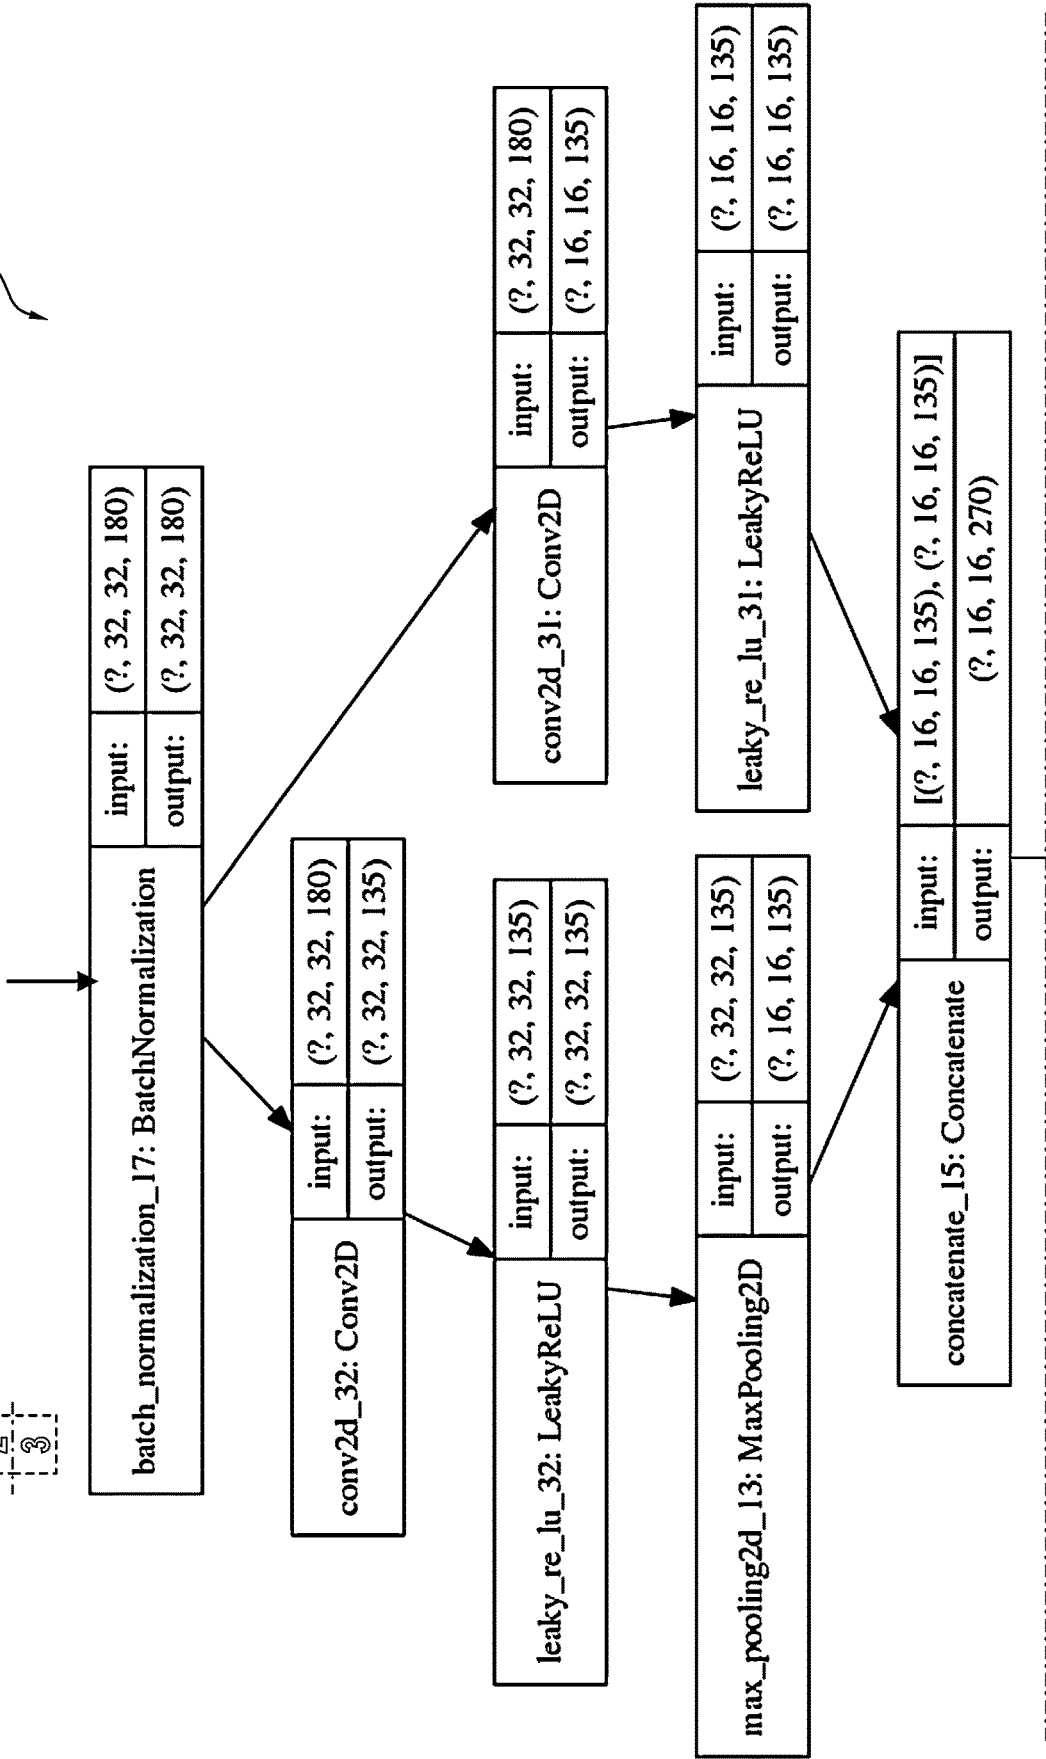 3
batch_normalization_17: BatchNormalization
input:
(?, 32, 32, 180)
output:
(?, 32, 32, 180)
conv2d_32: Conv2D
input:
(?, 32, 32, 180)
output:
(?, 32, 32, 135)
leaky_re_lu_32: LeakyReLU
input:
(?, 32, 32, 135)
output:
(?, 32, 32, 135)
conv2d_31: Conv2D
input:
(?, 32, 32, 180)
output:
(?, 16, 16, 135)
max_pooling2d_13: MaxPooling2D
input:
(?, 32, 32, 135)
output:
(?, 16, 16, 135)
leaky_re_lu_31: LeakyReLU
input:
(?, 16, 16, 135)
output:
(?, 16, 16, 135)
concatenate_15: Concatenate
input:
[(?, 16, 16, 135), (?, 16, 16, 135)]
output:
(?, 16, 16, 270)